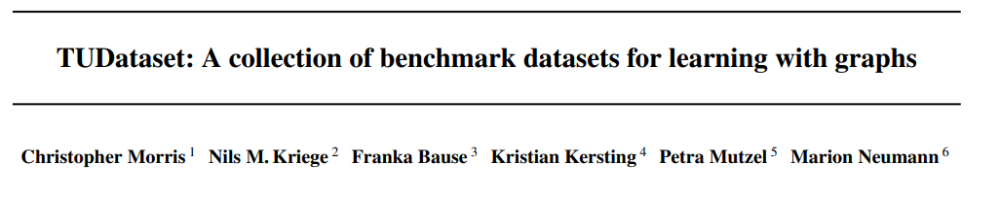 TUDataset: A collection of benchmark datasets for learning with graphs
Christopher Morris 1 Nils M. Kriege 2 Franka Bause 3 Kristian Kersting 4 Petra Mutzel 5 Marion Neumann 6